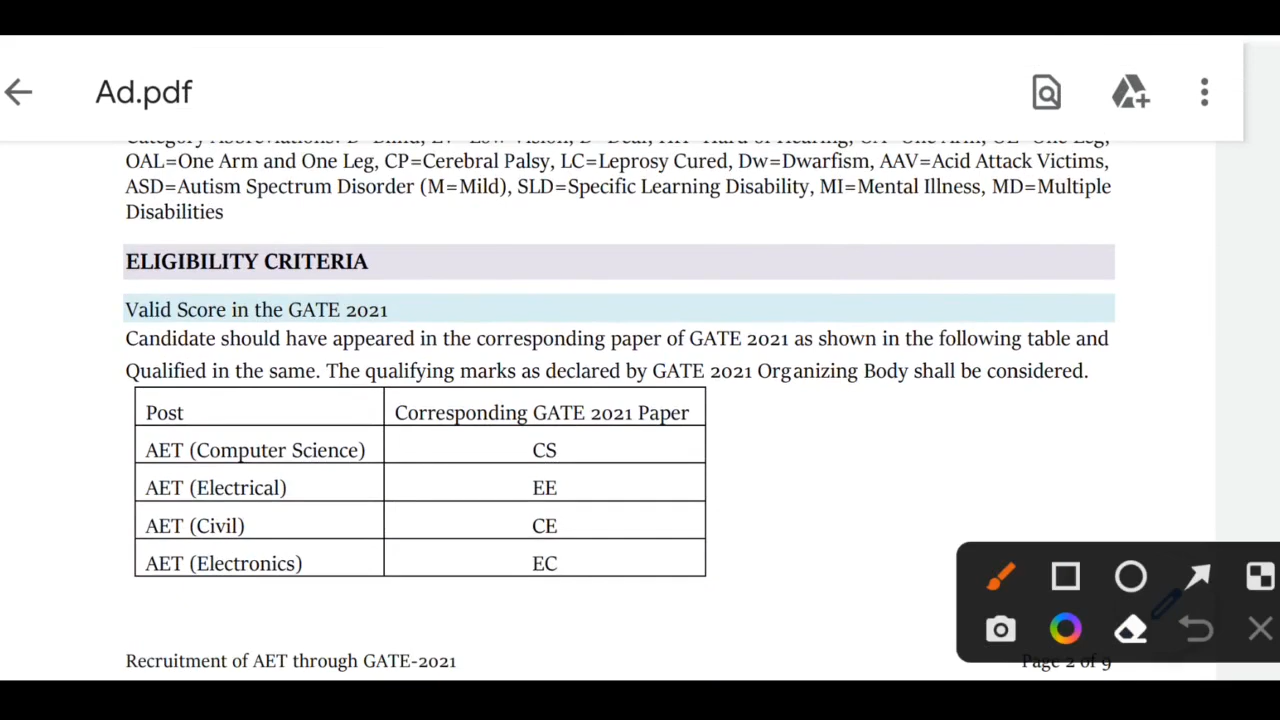 Ad.pdf
OAL=One Arm and One Leg, CP=Cerebral Palsy, LC=Leprosy Cured, Dw=Dwarfism, AAV=Acid Attack Victims,
ASD=Autism Spectrum Disorder (M=Mild), SLD=Specific Learning Disability, MI=Mental Illness, MD=Multiple
Disabilities
ELIGIBILITY CRITERIA
Valid Score in the GATE 2021
Candidate should have appeared in the corresponding paper of GATE 2021 as shown in the following table and
Qualified in the same. The qualifying marks as declared by GATE 2021 Organizing Body shall be considered.
Post Corresponding GATE 2021 Paper
AET (Computer Science) CS
AET (Electrical) EE
AET (Civil) CE
AET (Electronics) EC
Recruitment of AET through GATE-2021 Page 2 of 9